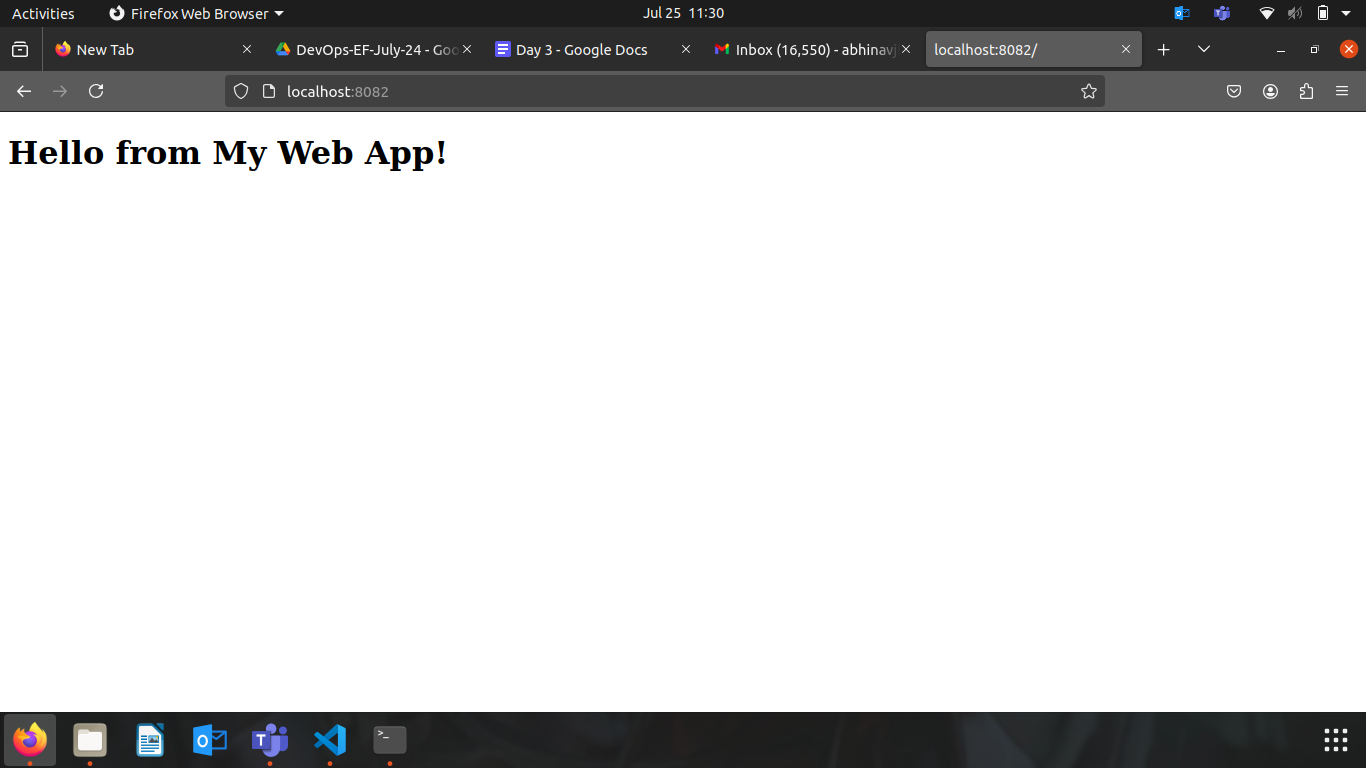 Activities Firefox Web Browser Jul 25 11:30
New Tab DevOps-EF-July-24 - Goo Day 3 - Google Docs Inbox (16,550) - abhinavj localhost:8082/
localhost:8082
Hello from My Web App!